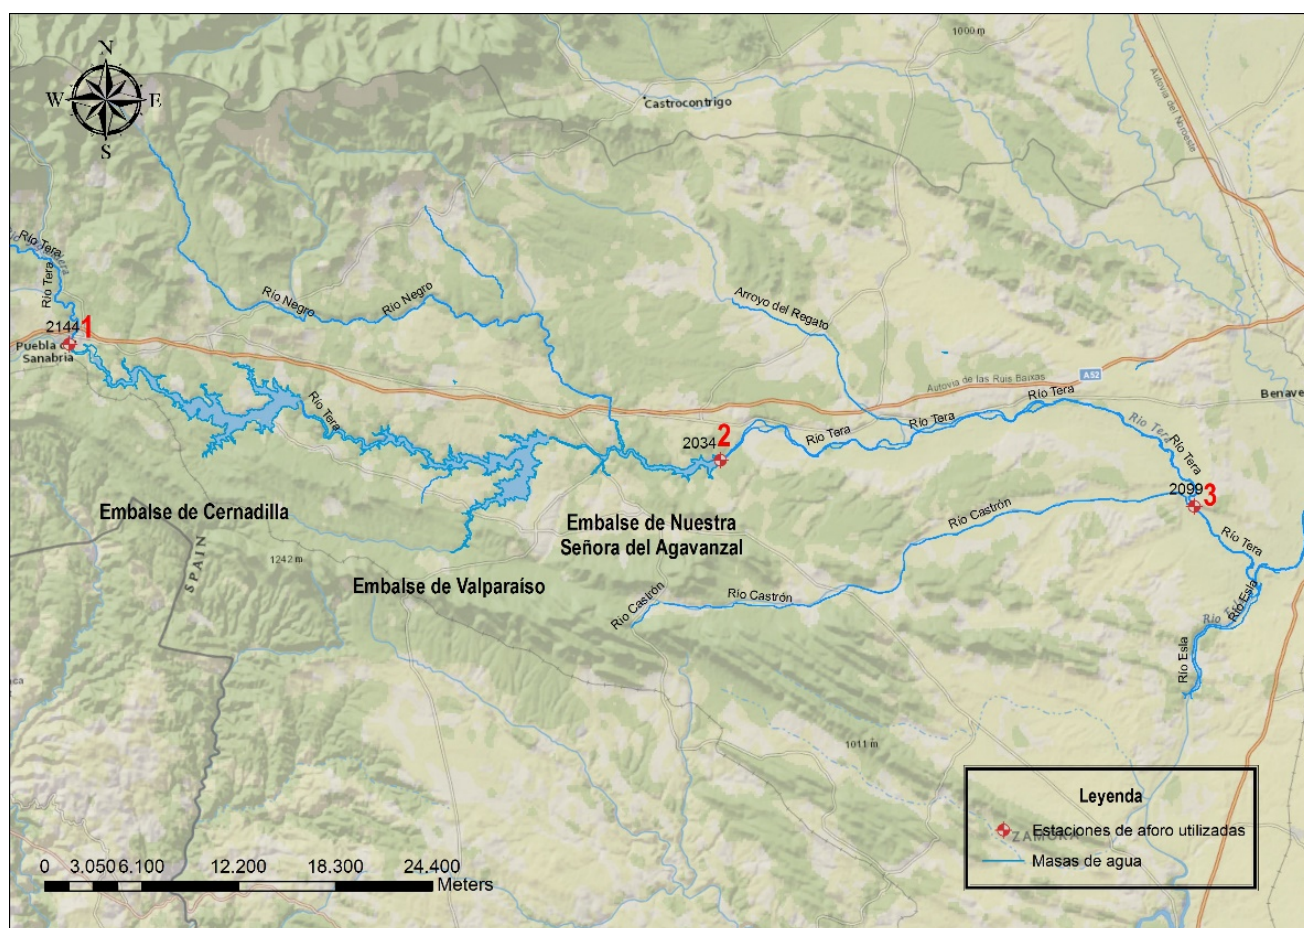 1000 m
N
W
E
S
Castrocontrigo
Autovía del Noroeste
Río Tera
Río Tera
Río Negro
Río Negro
Arroyo del Regato
2144
1
Puebla de
Sanabria
Autovia de las Ruis Baixas
A52
Río Tera
Benave
Río Tera
Río Tera
Río Tera
Río Tera
Río Tera
2034
2
Río Tera
2099
3
Embalse de Cernadilla
Embalse de Nuestra
Señora del Agavanzal
Río Castrón
Río Tera
SPAIN
1242 m
Embalse de Valparaíso
Río Castrón
Río Castrón
Río Esla
Río Esla
1011 m
Leyenda
Estaciones de aforo utilizadas
ZAMORA
Masas de agua
0 3.050 6.100 12.200 18.300 24.400
Meters